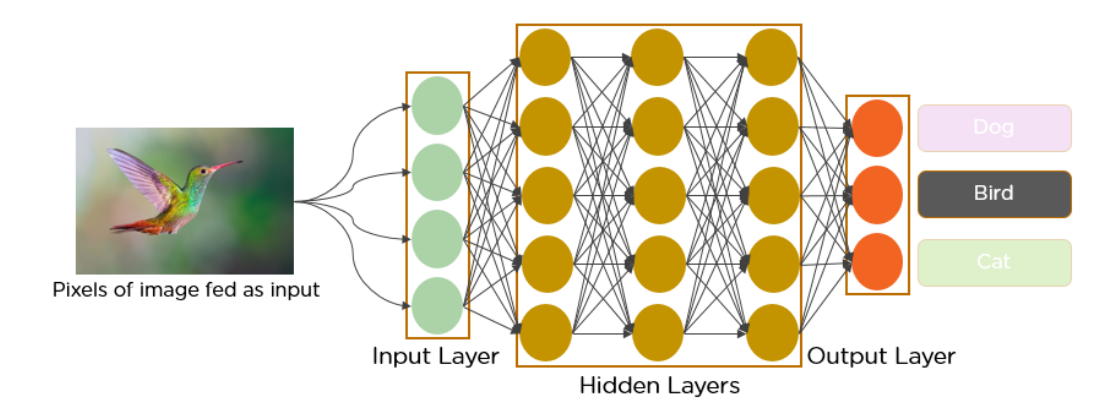 Dog
Bird
Cat
Pixels of image fed as input
Input Layer
Output Layer
Hidden Layers